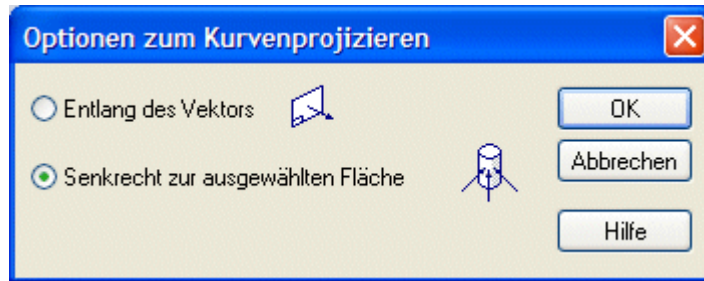 Optionen zum Kurvenprojizieren
Entlang des Vektors
Senkrecht zur ausgewählten Fläche
OK
Abbrechen
Hilfe